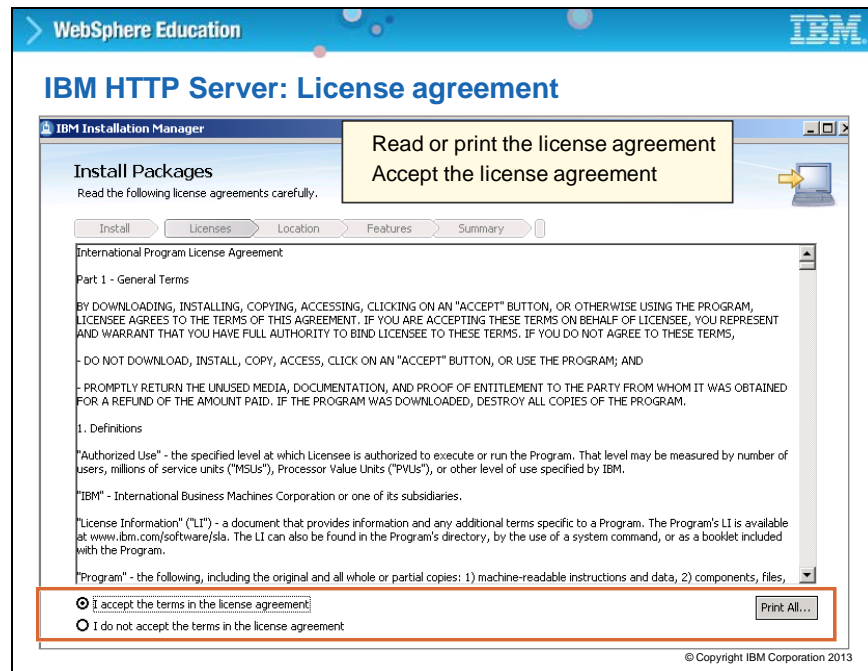 WebSphere Education
IBM
IBM HTTP Server: License agreement
IBM Installation Manager
Read or print the license agreement
Accept the license agreement
Install Packages
Read the following license agreements carefully.
Install
Licenses
Location
Features
Summary
International Program License Agreement
Part 1 - General Terms
BY DOWNLOADING, INSTALLING, COPYING, ACCESSING, CLICKING ON AN "ACCEPT" BUTTON, OR OTHERWISE USING THE PROGRAM,
LICENSEE AGREES TO THE TERMS OF THIS AGREEMENT. IF YOU ARE ACCEPTING THESE TERMS ON BEHALF OF LICENSEE, YOU REPRESENT
AND WARRANT THAT YOU HAVE FULL AUTHORITY TO BIND LICENSEE TO THESE TERMS. IF YOU DO NOT AGREE TO THESE TERMS,
- DO NOT DOWNLOAD, INSTALL, COPY, ACCESS, CLICK ON AN "ACCEPT" BUTTON, OR USE THE PROGRAM; AND
- PROMPTLY RETURN THE UNUSED MEDIA, DOCUMENTATION, AND PROOF OF ENTITLEMENT TO THE PARTY FROM WHOM IT WAS OBTAINED
FOR A REFUND OF THE AMOUNT PAID. IF THE PROGRAM WAS DOWNLOADED, DESTROY ALL COPIES OF THE PROGRAM.
1. Definitions
"Authorized Use" - the specified level at which Licensee is authorized to execute or run the Program. That level may be measured by number of
users, millions of service units ("MSUs"), Processor Value Units ("PVUs"), or other level of use specified by IBM.
"IBM" - International Business Machines Corporation or one of its subsidiaries.
"License Information" ("LI") - a document that provides information and any additional terms specific to a Program. The Program's LI is available
at www.ibm.com/software/sla. The LI can also be found in the Program's directory, by the use of a system command, or as a booklet included
with the Program.
"Program" - the following, including the original and all whole or partial copies: 1) machine-readable instructions and data, 2) components, files,
I accept the terms in the license agreement
Print All...
I do not accept the terms in the license agreement
© Copyright IBM Corporation 2013